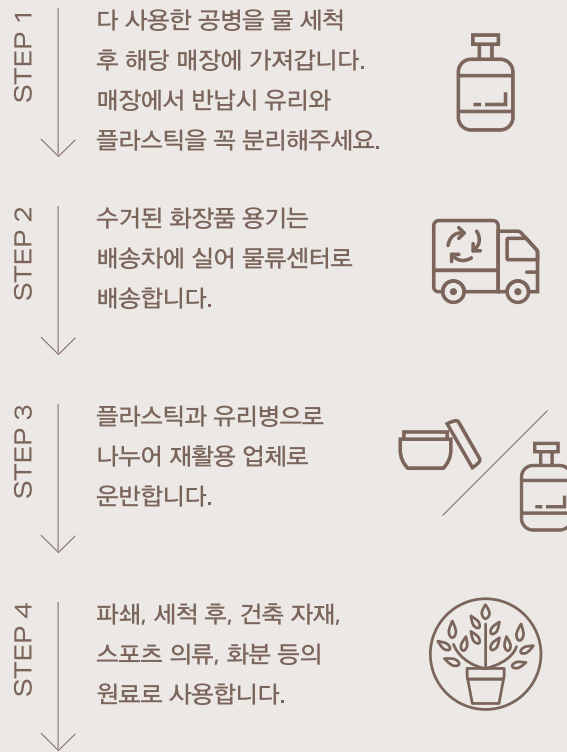 STEP 1
다 사용한 공병을 물 세척
후 해당 매장에 가져갑니다.
매장에서 반납시 유리와
플라스틱을 꼭 분리해주세요.
STEP 2
수거된 화장품 용기는
배송차에 실어 물류센터로
배송합니다.
STEP 3
플라스틱과 유리병으로
나누어 재활용 업체로
운반합니다.
STEP 4
파쇄, 세척 후, 건축 자재,
스포츠 의류, 화분 등의
원료로 사용합니다.